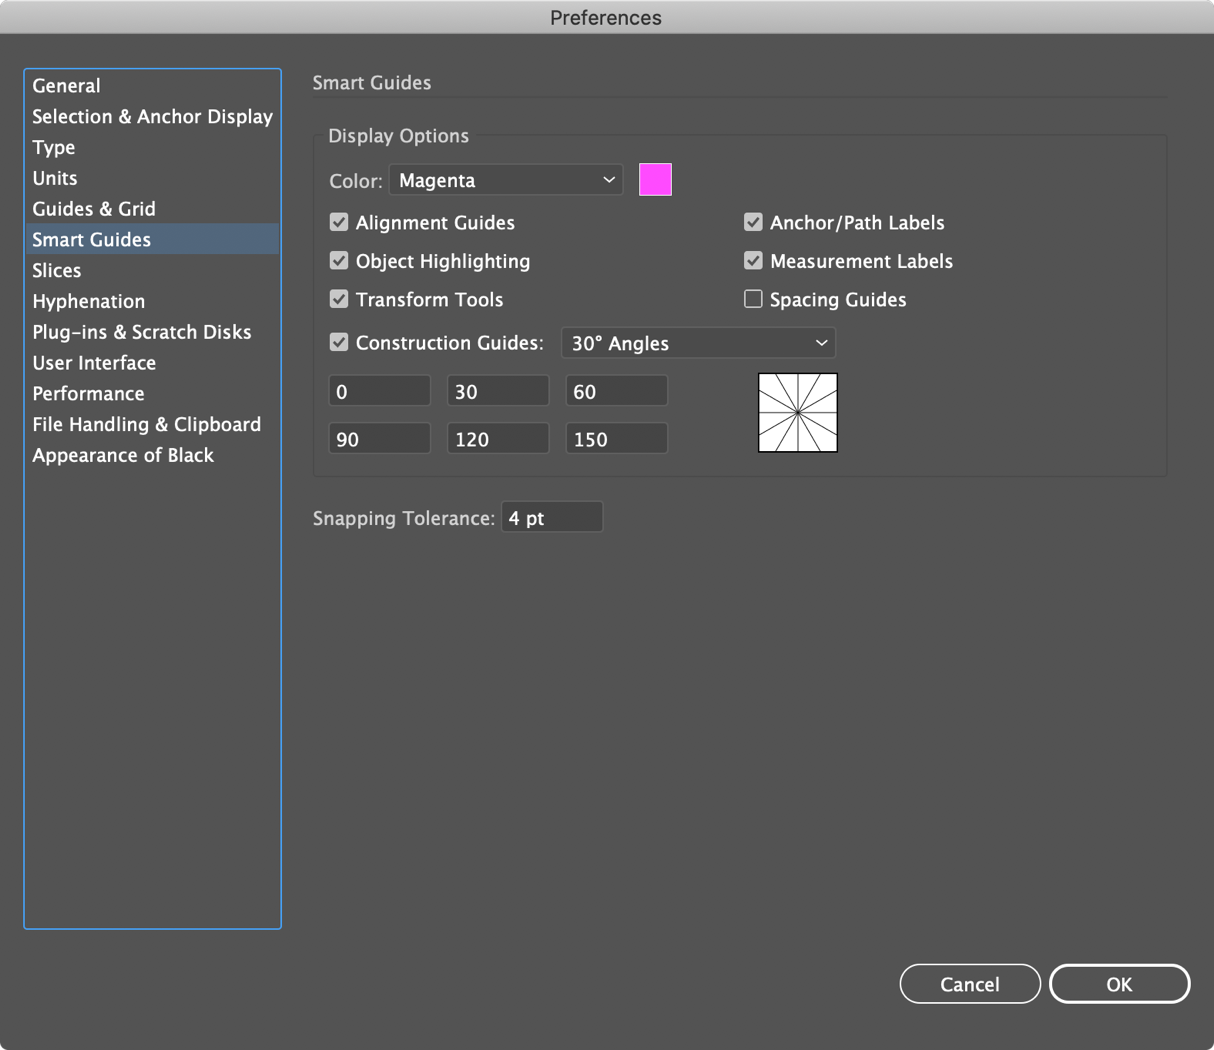 Preferences
General
Selection & Anchor Display
Type
Units
Guides & Grid
Smart Guides
Slices
Hyphenation
Plug-ins & Scratch Disks
User Interface
Performance
File Handling & Clipboard
Appearance of Black
Smart Guides
Display Options
Color: Magenta
Alignment Guides
Anchor/Path Labels
Object Highlighting
Measurement Labels
Transform Tools
Spacing Guides
Construction Guides: 30° Angles
0 30 60
90 120 150
Snapping Tolerance: 4 pt
Cancel OK